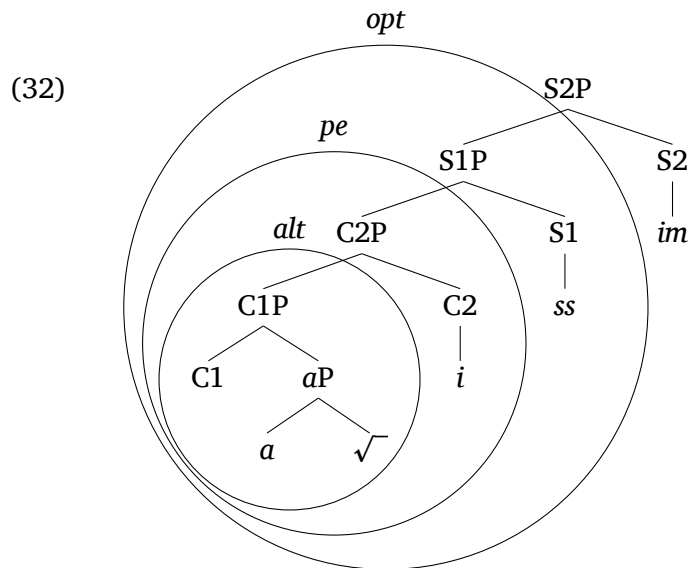 opt
(32)
S2P
pe
S1P S2
alt C2P S1 im
C1P C2 ss
C1 aP i
a √